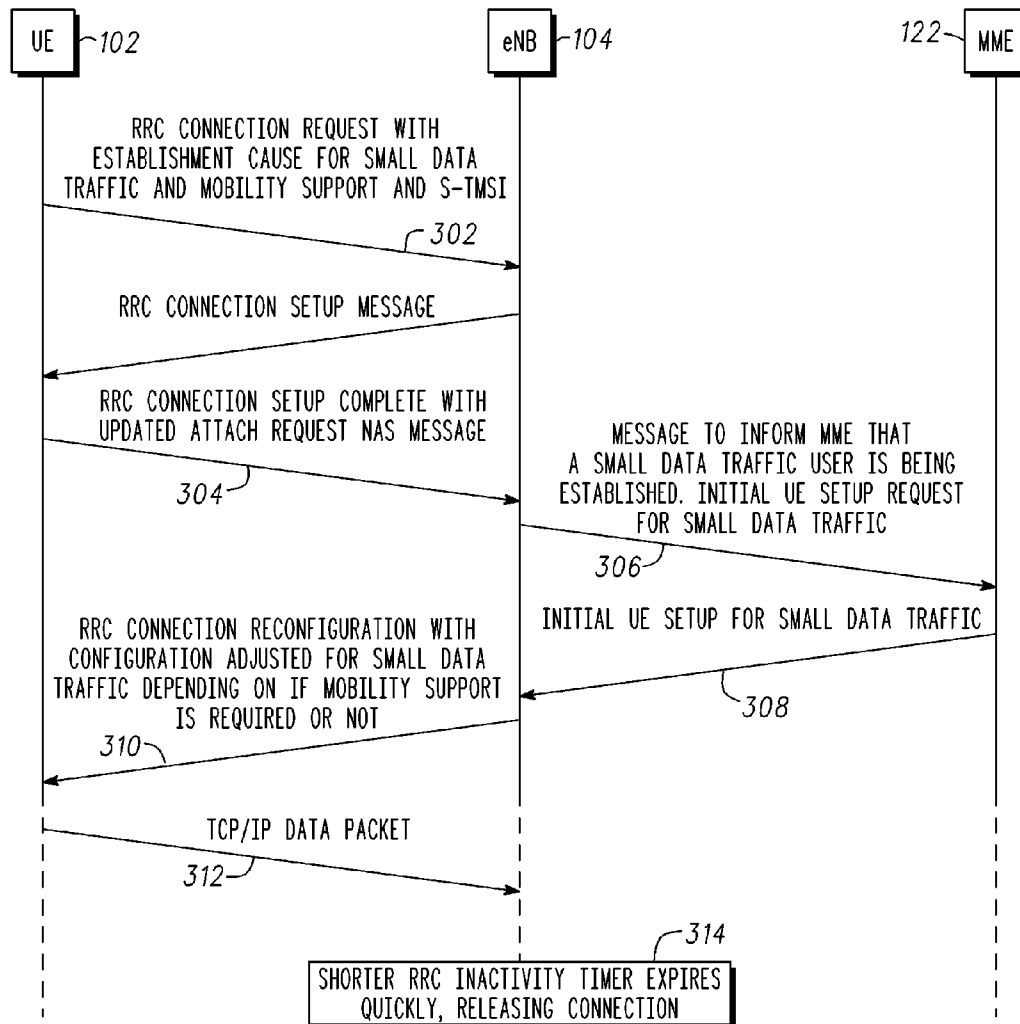 UE
102
eNB
104
122
MME
RRC CONNECTION REQUEST WITH
ESTABLISHMENT CAUSE FOR SMALL DATA
TRAFFIC AND MOBILITY SUPPORT AND S-TMSI
302
RRC CONNECTION SETUP MESSAGE
RRC CONNECTION SETUP COMPLETE WITH
UPDATED ATTACH REQUEST NAS MESSAGE
304
MESSAGE TO INFORM MME THAT
A SMALL DATA TRAFFIC USER IS BEING
ESTABLISHED. INITIAL UE SETUP REQUEST
FOR SMALL DATA TRAFFIC
306
INITIAL UE SETUP FOR SMALL DATA TRAFFIC
308
RRC CONNECTION RECONFIGURATION WITH
CONFIGURATION ADJUSTED FOR SMALL DATA
TRAFFIC DEPENDING ON IF MOBILITY SUPPORT
IS REQUIRED OR NOT
310
TCP/IP DATA PACKET
312
314
SHORTER RRC INACTIVITY TIMER EXPIRES
QUICKLY, RELEASING CONNECTION